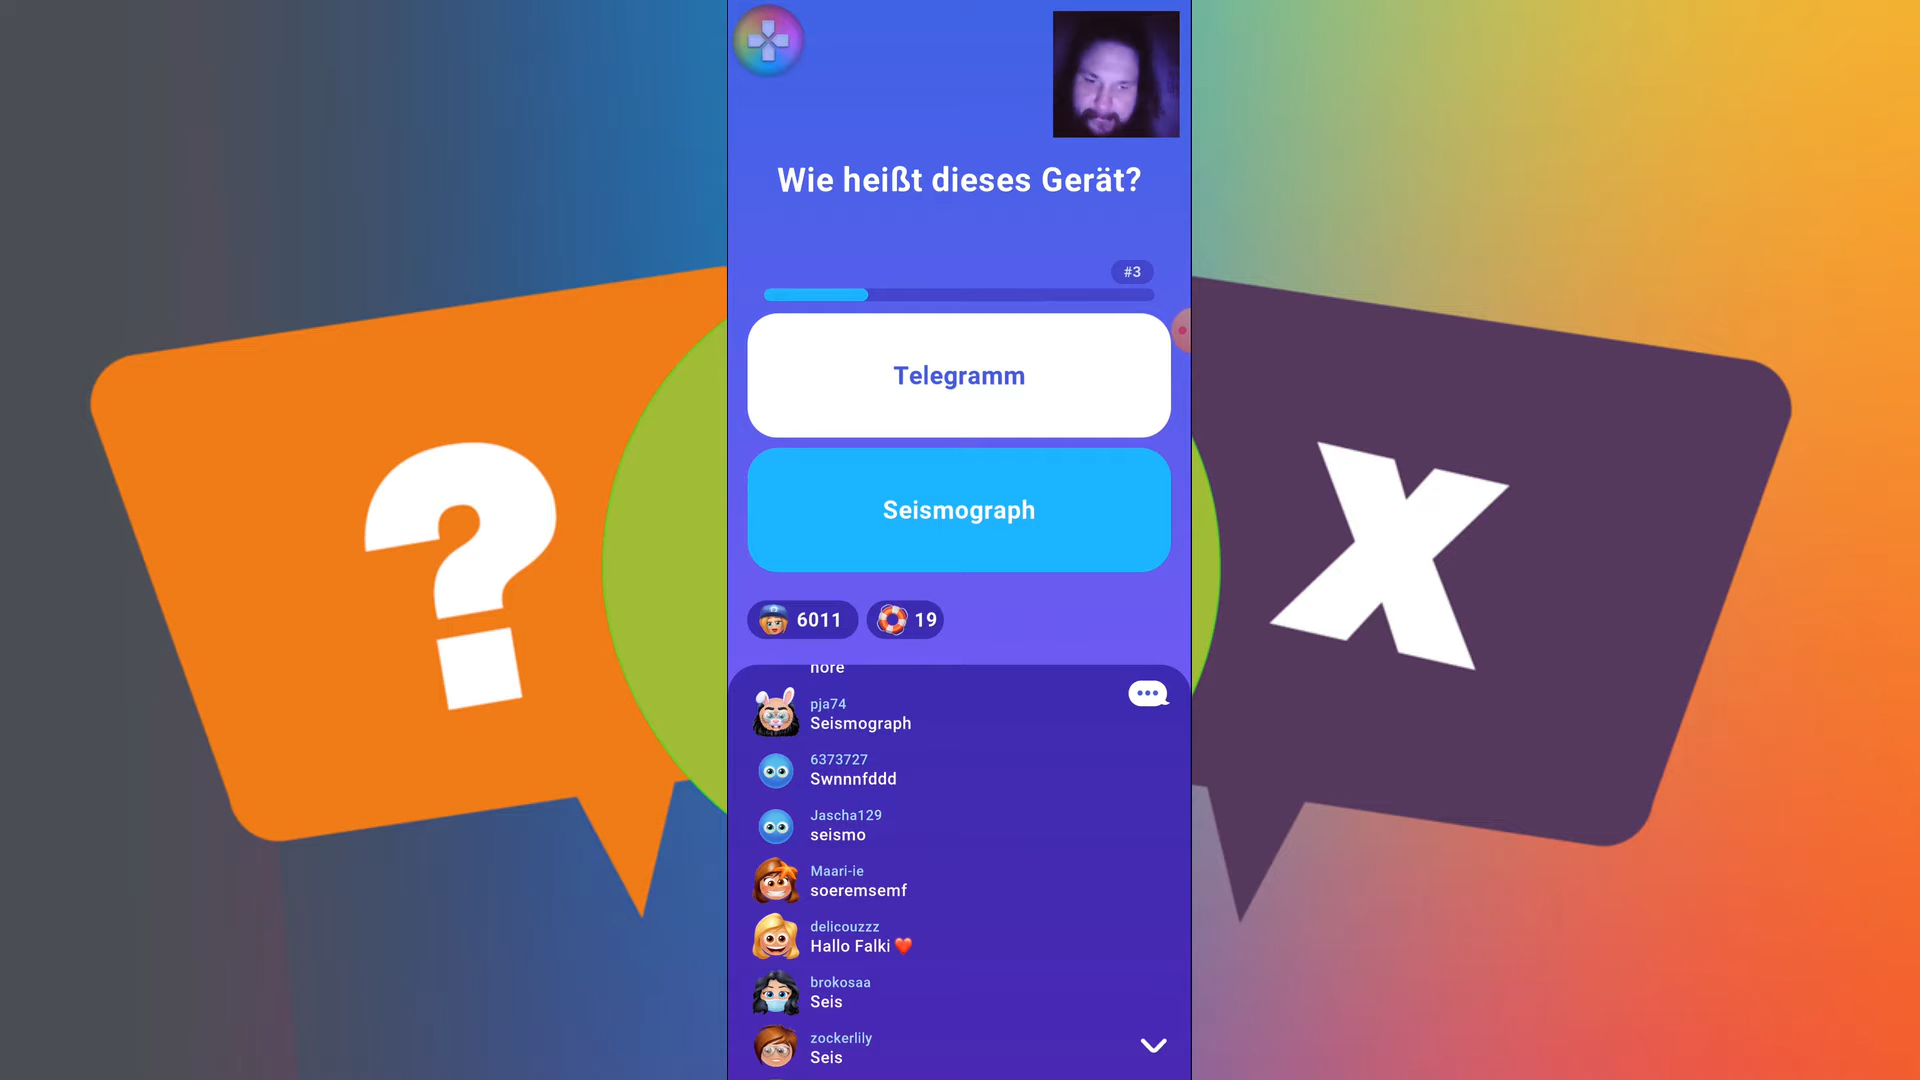 Wie heißt dieses Gerät?
#3
Telegramm
Seismograph
6011
19
nore
pja74
Seismograph
6373727
Swnnnfddd
Jascha129
seismo
Maari-ie
soeremsemf
delicouzzz
Hallo Falki ❤️
brokosaa
Seis
zockerlily
Seis
?
X